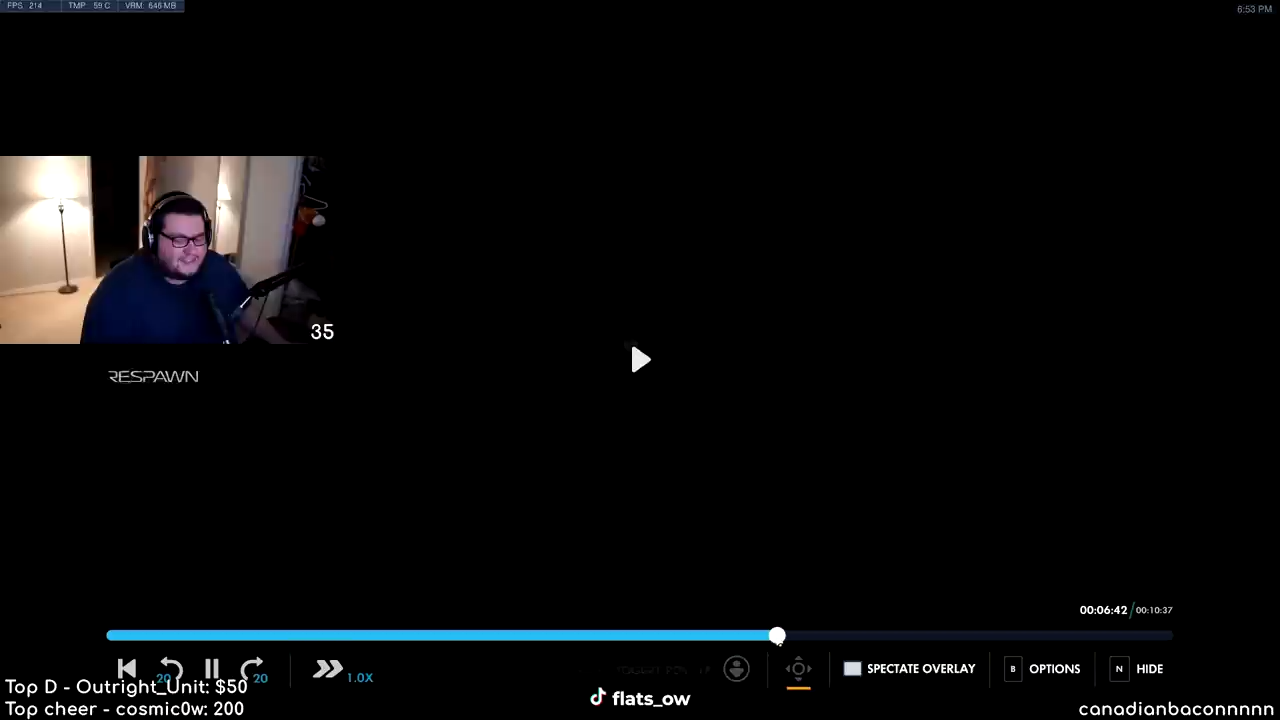 FPS: 214 TMP: 59 C VRM: 646 MB
6:53 PM
35
RESPAWN
00:06:42 / 00:10:37
20 20 1.0X
SPECTATE OVERLAY
B OPTIONS
N HIDE
Top D - Outright_Unit: $50
Top cheer - cosmic0w: 200
flats_ow
canadianbaconnnnn